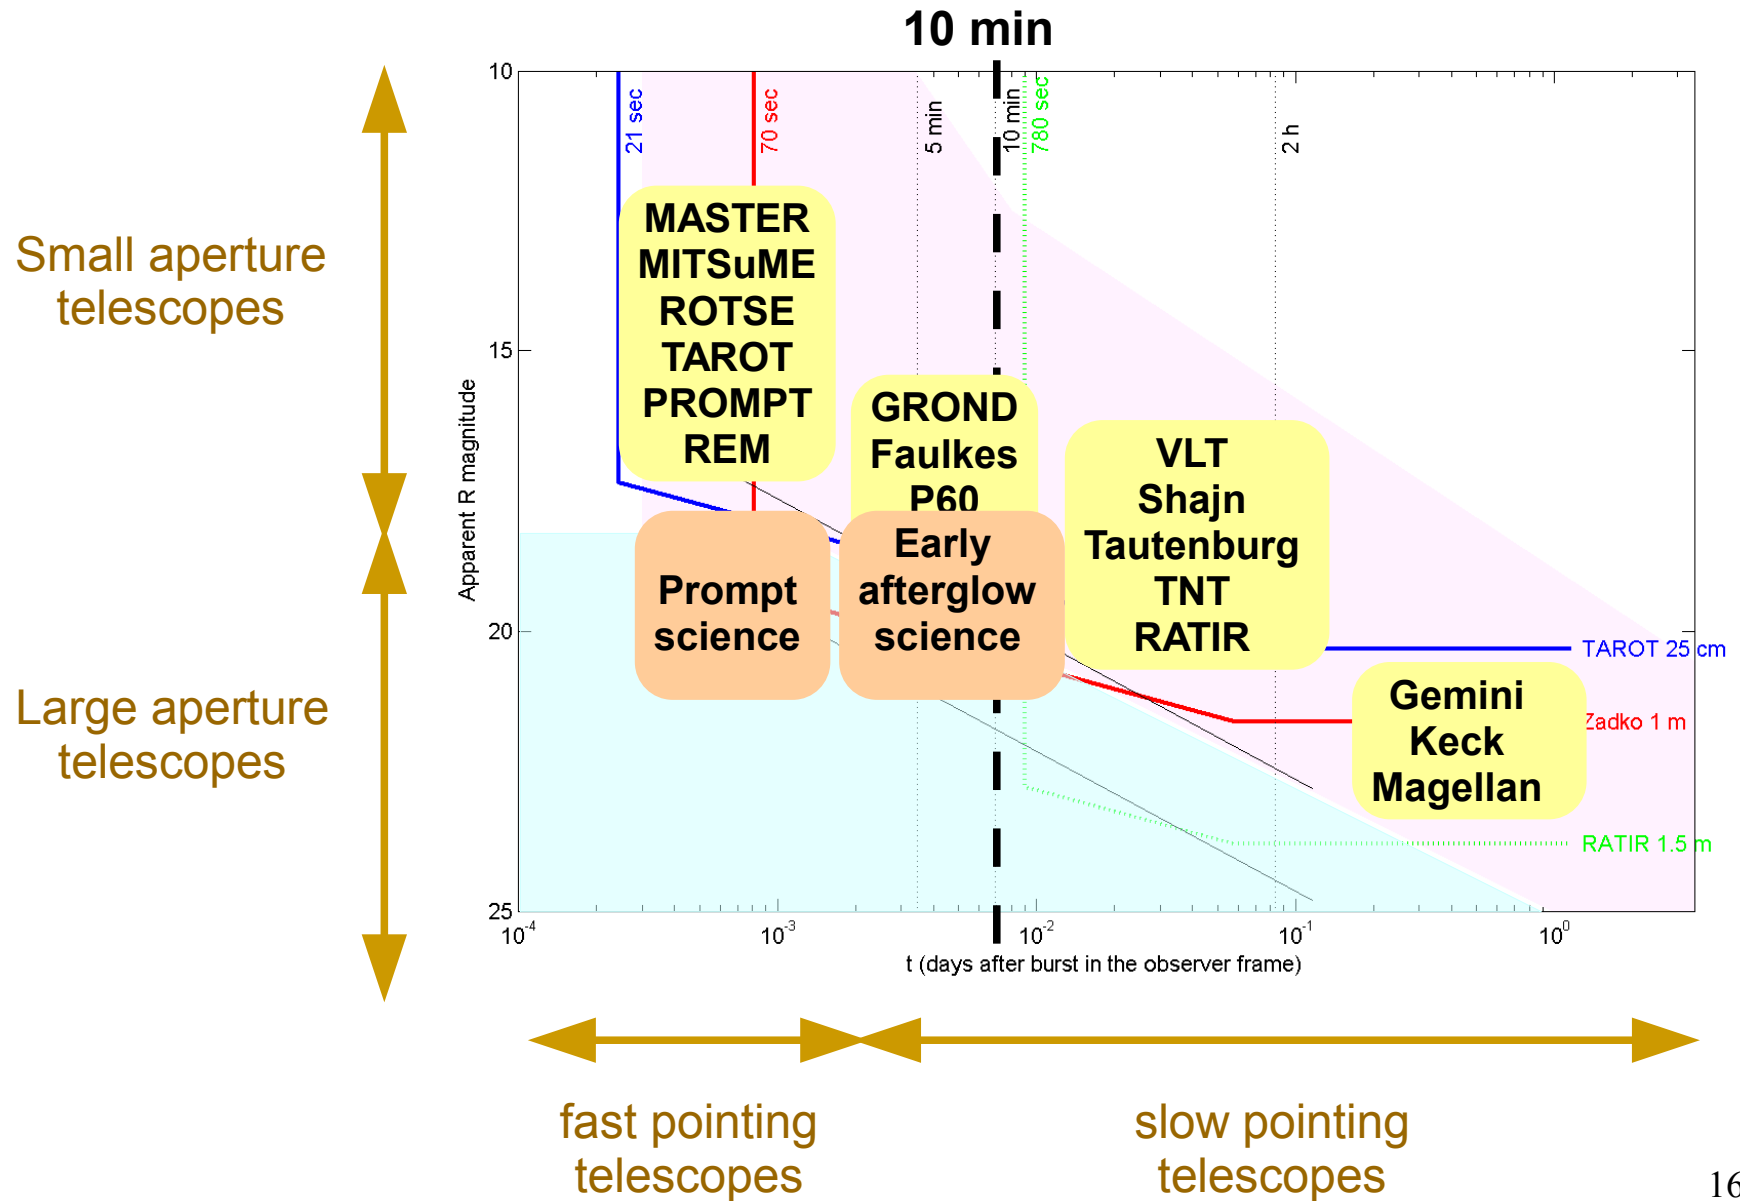 10 min
10
15
20
25
Apparent R magnitude
21 sec
70 sec
5 min
10 min
780 sec
2 h
Small aperture
telescopes
Large aperture
telescopes
MASTER
MITSuME
ROTSE
TAROT
PROMPT
REM
GROND
Faulkes
P60
VLT
Shajn
Tautenburg
TNT
RATIR
Prompt
science
Early
afterglow
science
Gemini
Keck
Magellan
TAROT 25 cm
Zadko 1 m
RATIR 1.5 m
10⁻⁴
10⁻³
10⁻²
10⁻¹
10⁰
t (days after burst in the observer frame)
fast pointing
telescopes
slow pointing
telescopes
16